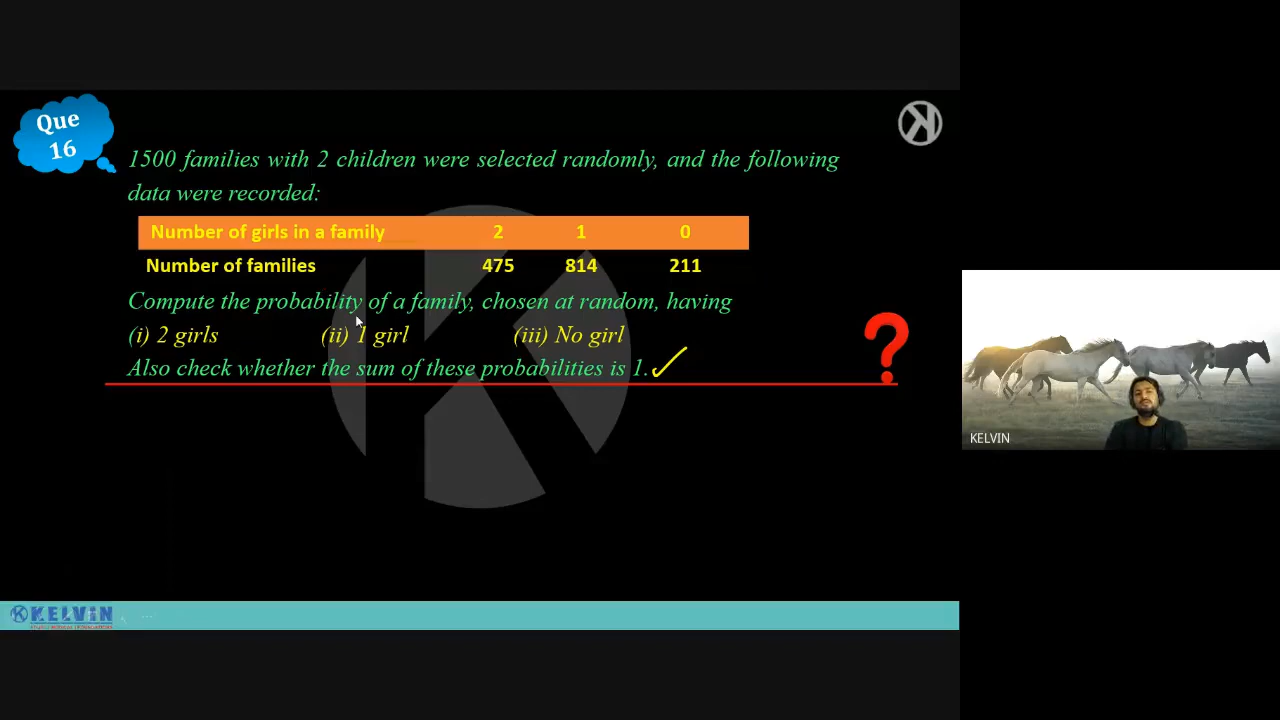 Que
16
1500 families with 2 children were selected randomly, and the following
data were recorded:
Number of girls in a family 2 1 0
Number of families 475 814 211
Compute the probability of a family, chosen at random, having
(i) 2 girls (ii) 1 girl (iii) No girl
Also check whether the sum of these probabilities is 1.
?
KELVIN
KELVIN